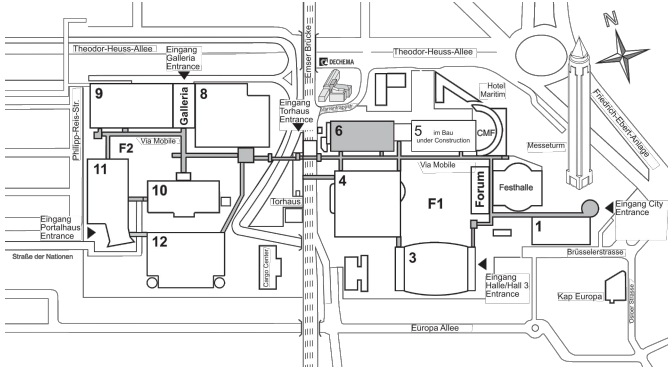 Theodor-Heuss-Allee
Eingang
Galleria
Entrance
Emser Brücke
DECHEMA
Theodor-Heuss-Allee
N
Friedrich-Ebert-Anlage
Philipp-Reis-Str.
9
Galleria
8
Eingang
Torhaus
Entrance
Hotel
Maritim
6
5
im Bau
under Construction
CMF
Messeturm
F2
Via Mobile
Via Mobile
11
10
4
F1
Forum
Festhalle
Torhaus
Eingang City
Entrance
1
Eingang
Portalhaus
Entrance
12
3
Brüsselerstrasse
Straße der Nationen
Cargo Center
Eingang
Halle/Hall 3
Entrance
Kap Europa
Osloer Strasse
Europa Allee